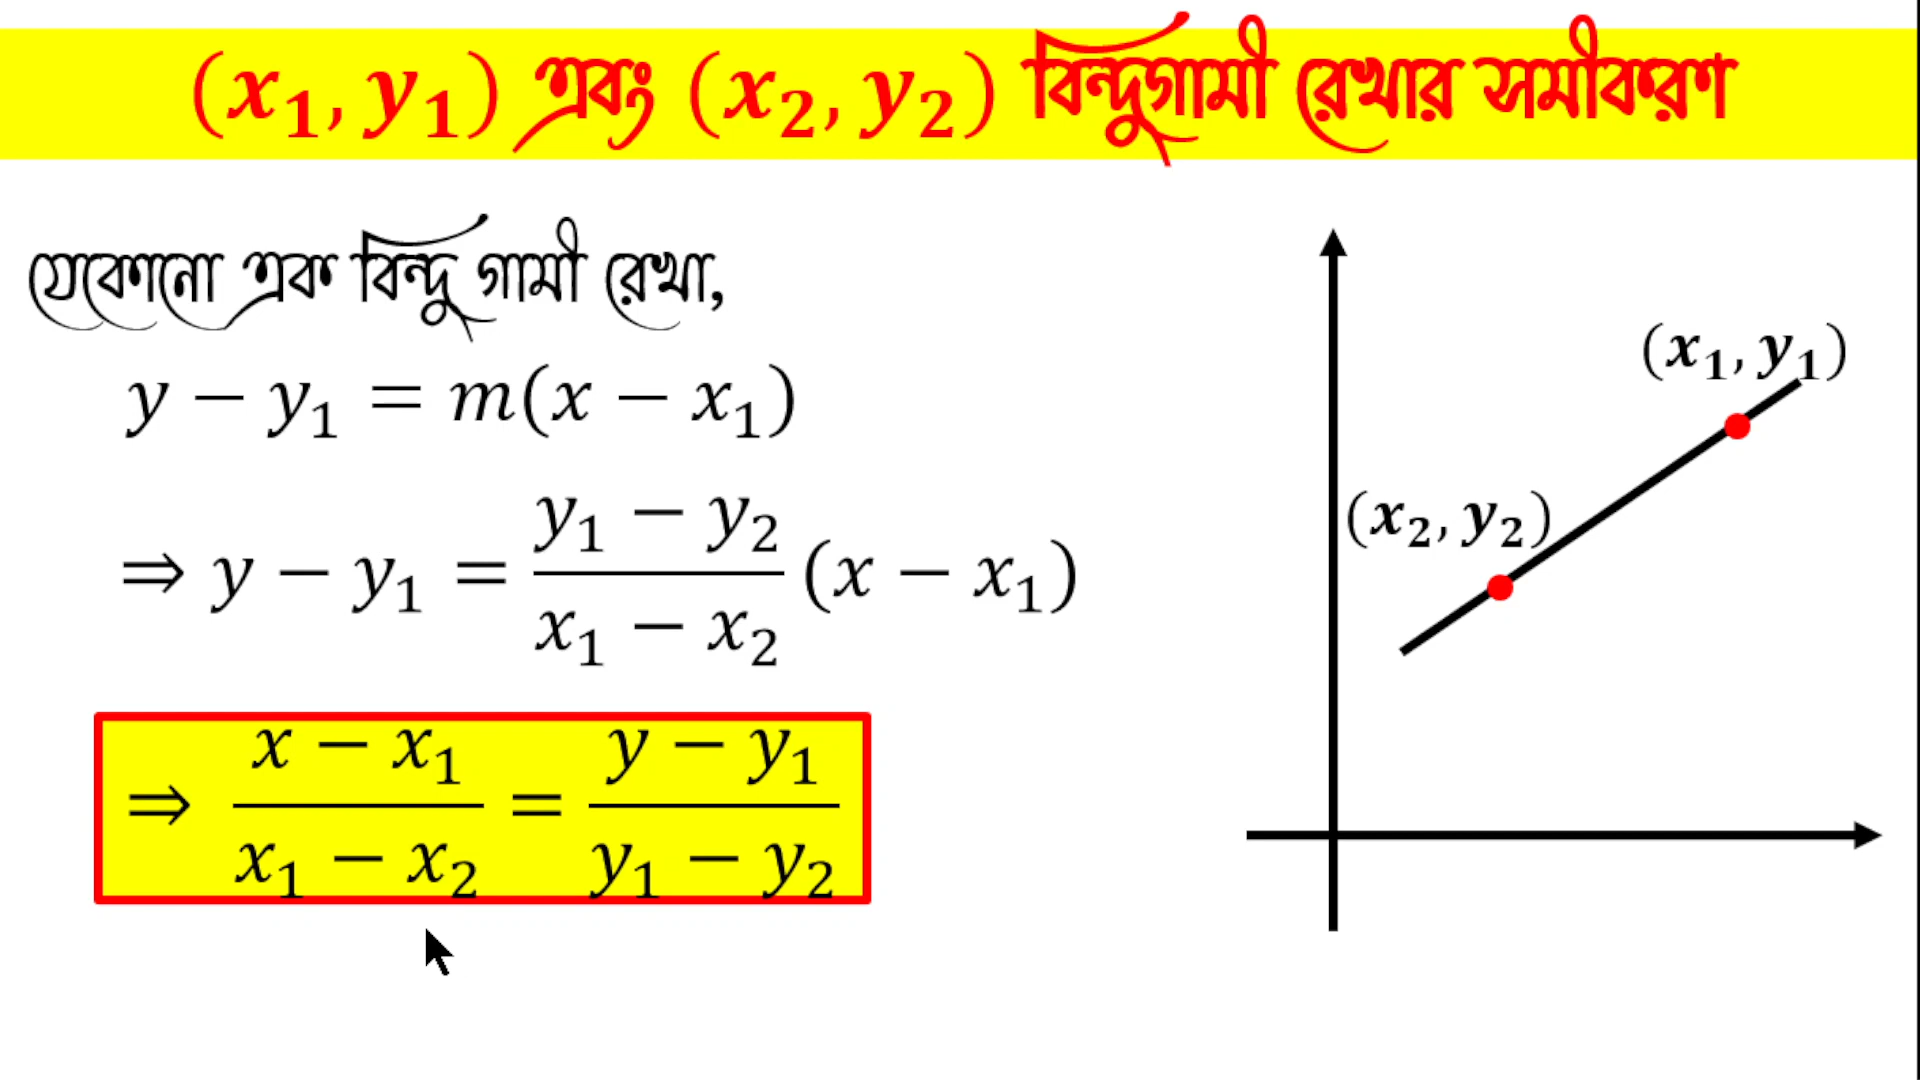 (x₁, y₁) এবং (x₂, y₂) বিন্দুগামী রেখার সমীকরণ
যেকোনো এক বিন্দু গামী রেখা,
y − y₁ = m(x − x₁)
⇒ y − y₁ = (y₁ − y₂)/(x₁ − x₂) (x − x₁)
⇒ (x − x₁)/(x₁ − x₂) = (y − y₁)/(y₁ − y₂)
(x₁, y₁)
(x₂, y₂)